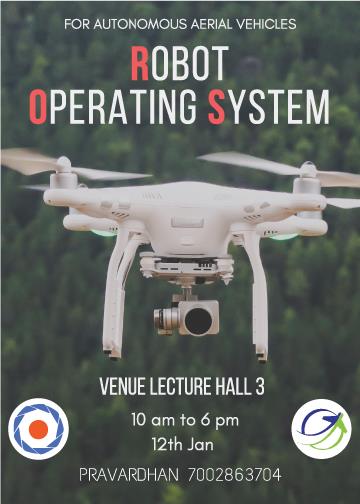 FOR AUTONOMOUS AERIAL VEHICLES
ROBOT
OPERATING SYSTEM
VENUE LECTURE HALL 3
10 am to 6 pm
12th Jan
PRAVARDHAN 7002863704